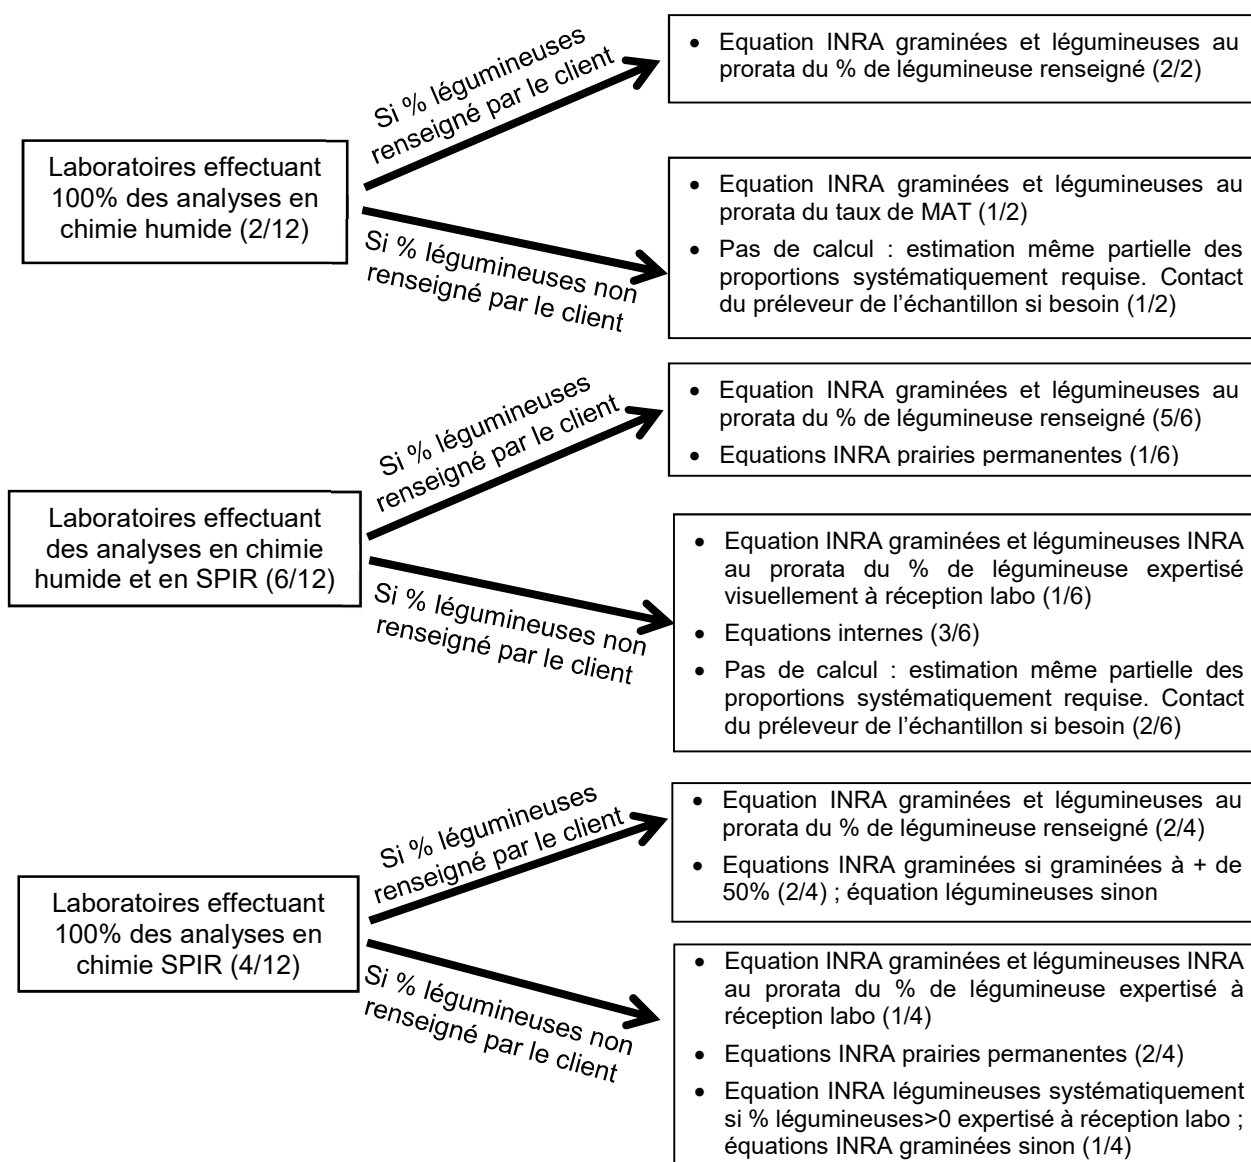 Si % légumineuses
renseigné par le client
• Equation INRA graminées et légumineuses au
prorata du % de légumineuse renseigné (2/2)
Laboratoires effectuant
100% des analyses en
chimie humide (2/12)
Si % légumineuses non
renseigné par le client
• Equation INRA graminées et légumineuses au
prorata du taux de MAT (1/2)
• Pas de calcul : estimation même partielle des
proportions systématiquement requise. Contact
du préleveur de l’échantillon si besoin (1/2)
Si % légumineuses
renseigné par le client
• Equation INRA graminées et légumineuses au
prorata du % de légumineuse renseigné (5/6)
• Equations INRA prairies permanentes (1/6)
Laboratoires effectuant
des analyses en chimie
humide et en SPIR (6/12)
Si % légumineuses non
renseigné par le client
• Equation INRA graminées et légumineuses INRA
au prorata du % de légumineuse expertisé
visuellement à réception labo (1/6)
• Equations internes (3/6)
• Pas de calcul : estimation même partielle des
proportions systématiquement requise. Contact
du préleveur de l’échantillon si besoin (2/6)
Si % légumineuses
renseigné par le client
• Equation INRA graminées et légumineuses au
prorata du % de légumineuse renseigné (2/4)
• Equations INRA graminées si graminées à + de
50% (2/4) ; équation légumineuses sinon
Laboratoires effectuant
100% des analyses en
chimie SPIR (4/12)
Si % légumineuses non
renseigné par le client
• Equation INRA graminées et légumineuses INRA
au prorata du % de légumineuse expertisé à
réception labo (1/4)
• Equations INRA prairies permanentes (2/4)
• Equation INRA légumineuses systématiquement
si % légumineuses>0 expertisé à réception labo ;
équations INRA graminées sinon (1/4)